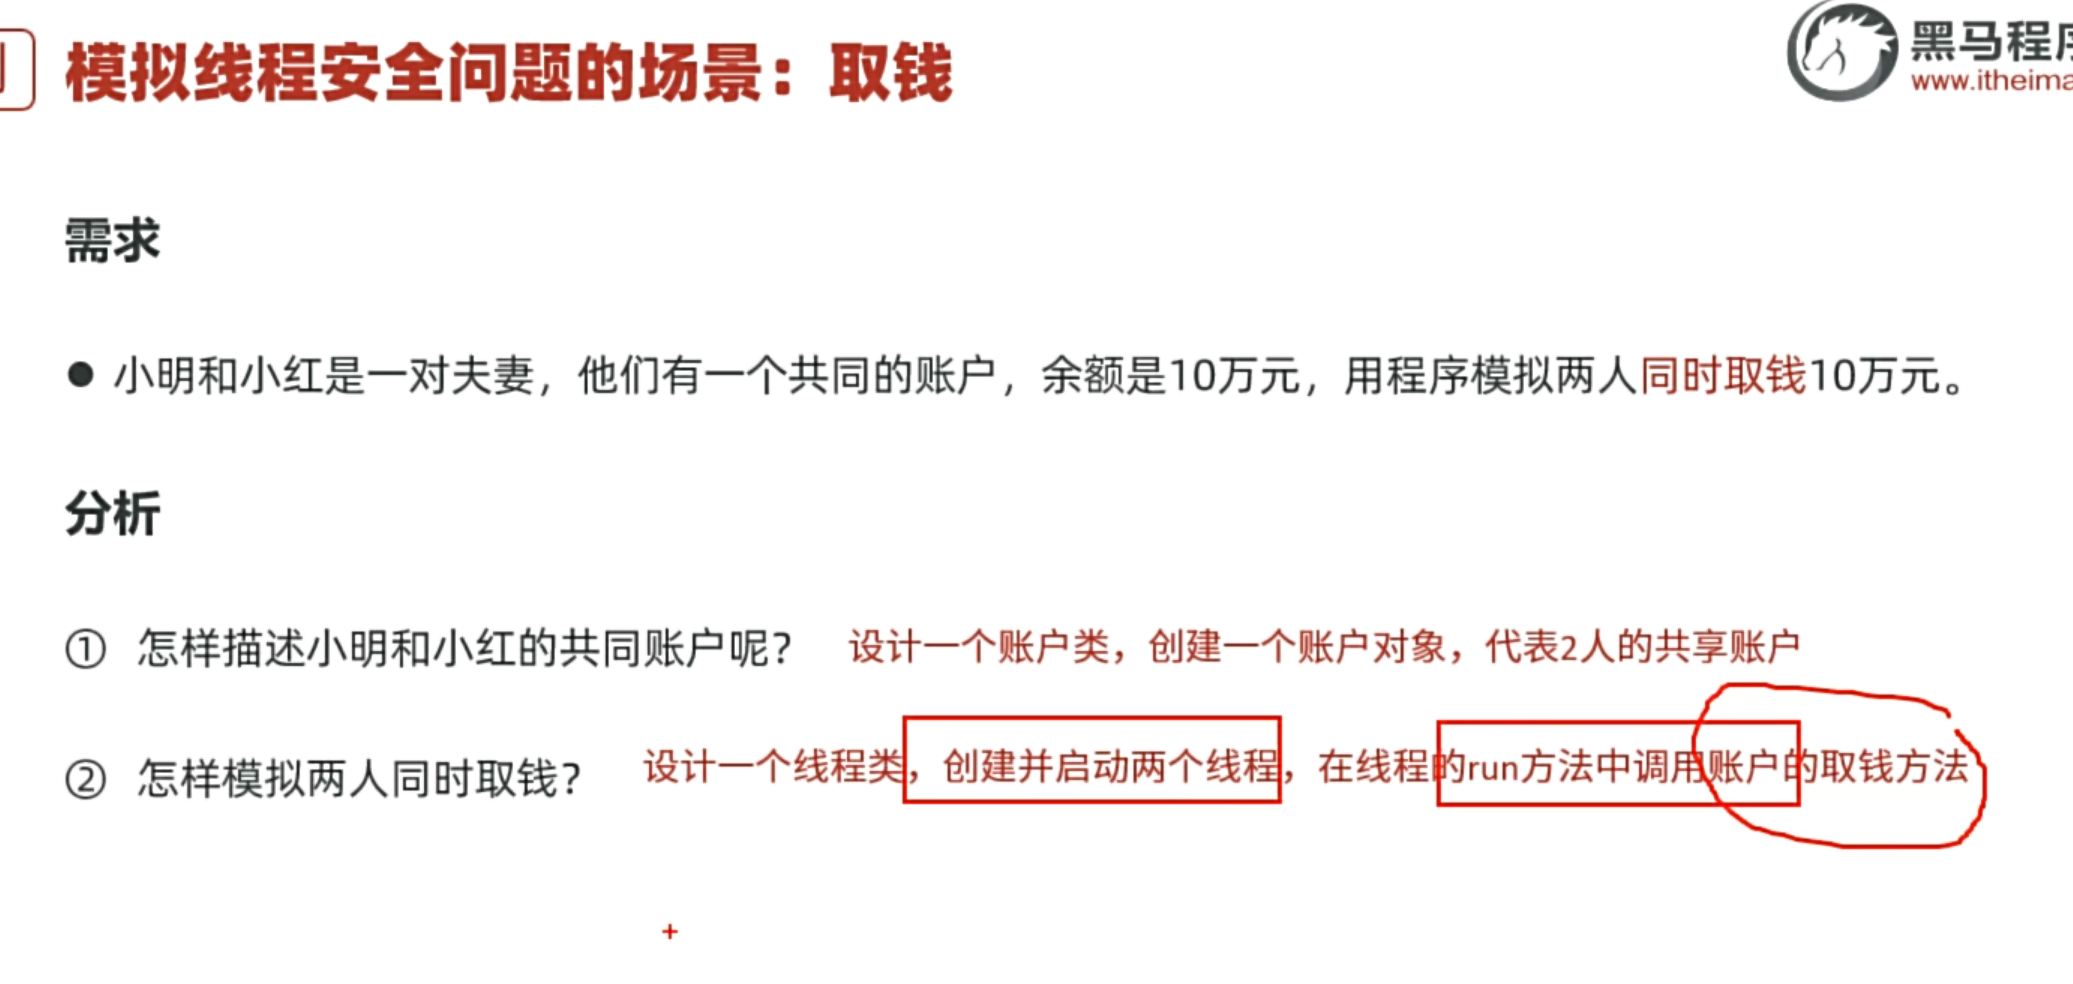 模拟线程安全问题的场景：取钱
黑马程序
www.itheima
需求
● 小明和小红是一对夫妻，他们有一个共同的账户，余额是10万元，用程序模拟两人同时取钱10万元。
分析
① 怎样描述小明和小红的共同账户呢？ 设计一个账户类，创建一个账户对象，代表2人的共享账户
② 怎样模拟两人同时取钱？ 设计一个线程类，创建并启动两个线程，在线程的run方法中调用账户的取钱方法